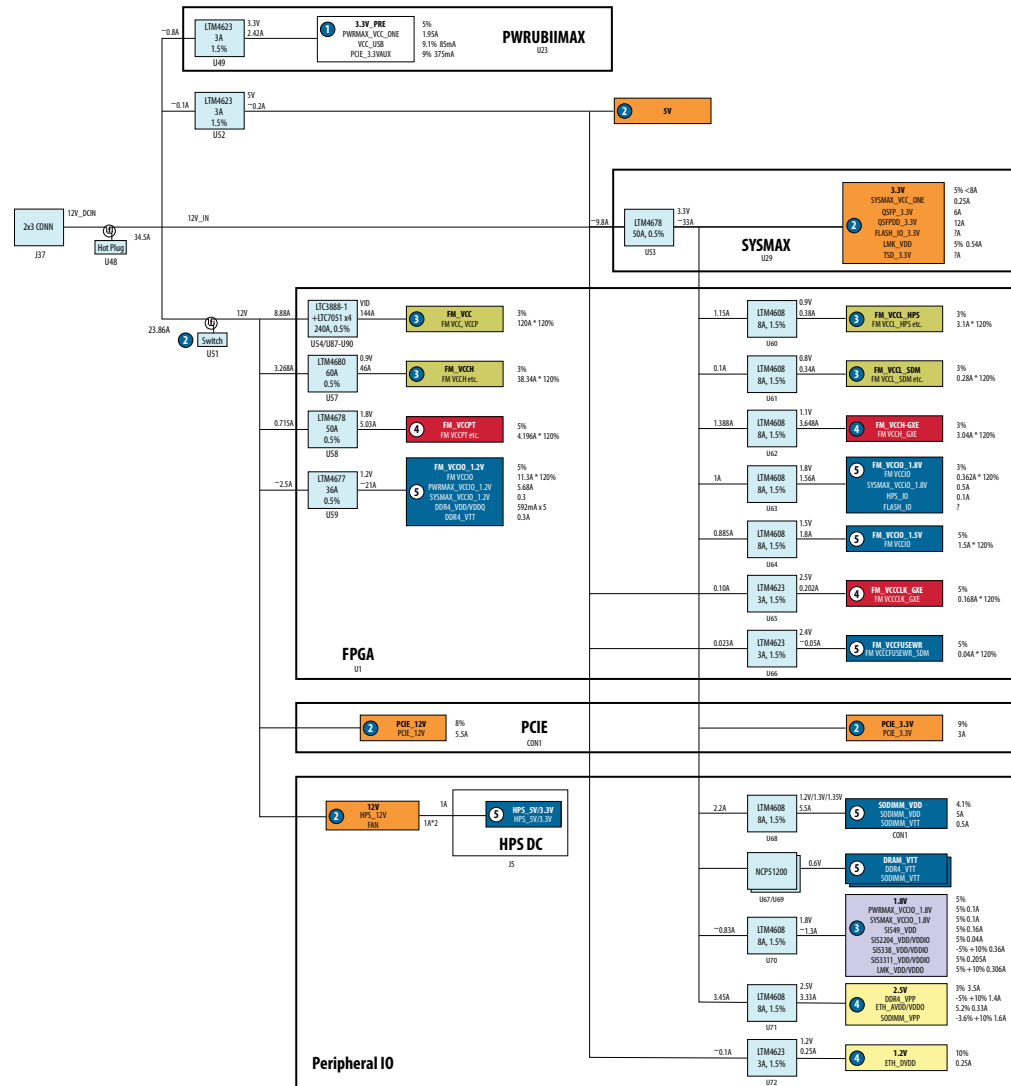 ~0.8A
LTM4623
3A
1.5%
U49
3.3V
2.42A
1
3.3V_PRE
PWRMAX_VCC_ONE
VCC_USB
PCIE_3.3VAUX
5%
1.95A
9.1% 85mA
9% 375mA
PWRUBIIMAX
U23
~0.1A
LTM4623
3A
1.5%
U52
5V
~0.2A
2
5V
2x3 CONN
J37
12V_DCIN
Hot Plug
U48
34.5A
12V_IN
~9.8A
LTM4678
50A, 0.5%
U53
3.3V
~33A
SYSMAX
U29
2
3.3V
SYSMAX_VCC_ONE
QSFP_3.3V
QSFPDD_3.3V
FLASH_IO_3.3V
LMK_VDD
TSD_3.3V
5% <8A
0.25A
6A
12A
?A
5% 0.54A
?A
23.86A
2
Switch
U51
12V
8.88A
LTC3888-1
+LTC7051 x4
240A, 0.5%
U54/U87-U90
VID
144A
3
FM_VCC
FM VCC, VCCP
3%
120A * 120%
3.268A
LTM4680
60A
0.5%
U57
0.9V
46A
3
FM_VCCH
FM VCCH etc.
3%
38.34A * 120%
0.715A
LTM4678
50A
0.5%
U58
1.8V
5.03A
4
FM_VCCPT
FM VCCPT etc.
5%
4.196A * 120%
~2.5A
LTM4677
36A
0.5%
U59
1.2V
~21A
5
FM_VCCIO_1.2V
FM VCCIO
PWRMAX_VCCIO_1.2V
SYSMAX_VCCIO_1.2V
DDR4_VDD/VDDQ
DDR4_VTT
5%
11.3A * 120%
5.68A
0.3
592mA x 5
0.3A
1.15A
LTM4608
8A, 1.5%
U60
0.9V
0.38A
3
FM_VCCL_HPS
FM VCCL_HPS etc.
3%
3.1A * 120%
0.1A
LTM4608
8A, 1.5%
U61
0.8V
0.34A
3
FM_VCCL_SDM
FM VCCL_SDM etc.
3%
0.28A * 120%
1.388A
LTM4608
8A, 1.5%
U62
1.1V
3.648A
4
FM_VCCH-GXE
FM VCCH_GXE
3%
3.04A * 120%
1A
LTM4608
8A, 1.5%
U63
1.8V
1.56A
5
FM_VCCIO_1.8V
FM VCCIO
SYSMAX_VCCIO_1.8V
HPS_IO
FLASH_IO
3%
0.362A * 120%
0.5A
0.1A
?
0.885A
LTM4608
8A, 1.5%
U64
1.5V
1.8A
5
FM_VCCIO_1.5V
FM VCCIO
5%
1.5A * 120%
0.10A
LTM4623
3A, 1.5%
U65
2.5V
0.202A
4
FM_VCCCLK_GXE
FM VCCCLK_GXE
5%
0.168A * 120%
0.023A
LTM4623
3A, 1.5%
U66
2.4V
~0.05A
5
FM_VCCFUSEWR
FM VCCFUSEWR_SDM
5%
0.04A * 120%
FPGA
U1
2
PCIE_12V
PCIE_12V
8%
5.5A
PCIE
CON1
2
PCIE_3.3V
PCIE_3.3V
9%
3A
2
12V
HPS_12V
FAN
1A
1A*2
5
HPS_5V/3.3V
HPS_5V/3.3V
HPS DC
J5
2.2A
LTM4608
8A, 1.5%
U68
1.2V/1.3V/1.35V
5.5A
5
SODIMM_VDD
SODIMM_VDD
SODIMM_VTT
CON1
4.1%
5A
0.5A
NCP51200
U67/U69
0.6V
5
DRAM_VTT
DDR4_VTT
SODIMM_VTT
~0.83A
LTM4608
8A, 1.5%
U70
1.8V
~1.3A
3
1.8V
PWRMAX_VCCIO_1.8V
SYSMAX_VCCIO_1.8V
SI549_VDD
SI52204_VDD/VDDIO
SI5338_VDD/VDDIO
SI53311_VDD/VDDIO
LMK_VDD/VDDO
5%
5% 0.1A
5% 0.1A
5% 0.16A
5% 0.04A
-5% +10% 0.36A
5% 0.205A
5% +10% 0.306A
3.45A
LTM4608
8A, 1.5%
U71
2.5V
3.33A
4
2.5V
DDR4_VPP
ETH_AVDD/VDDO
SODIMM_VPP
3% 3.5A
-5% +10% 1.4A
5.2% 0.33A
-3.6% +10% 1.6A
~0.1A
LTM4623
3A, 1.5%
U72
1.2V
0.25A
4
1.2V
ETH_DVDD
10%
0.25A
Peripheral IO